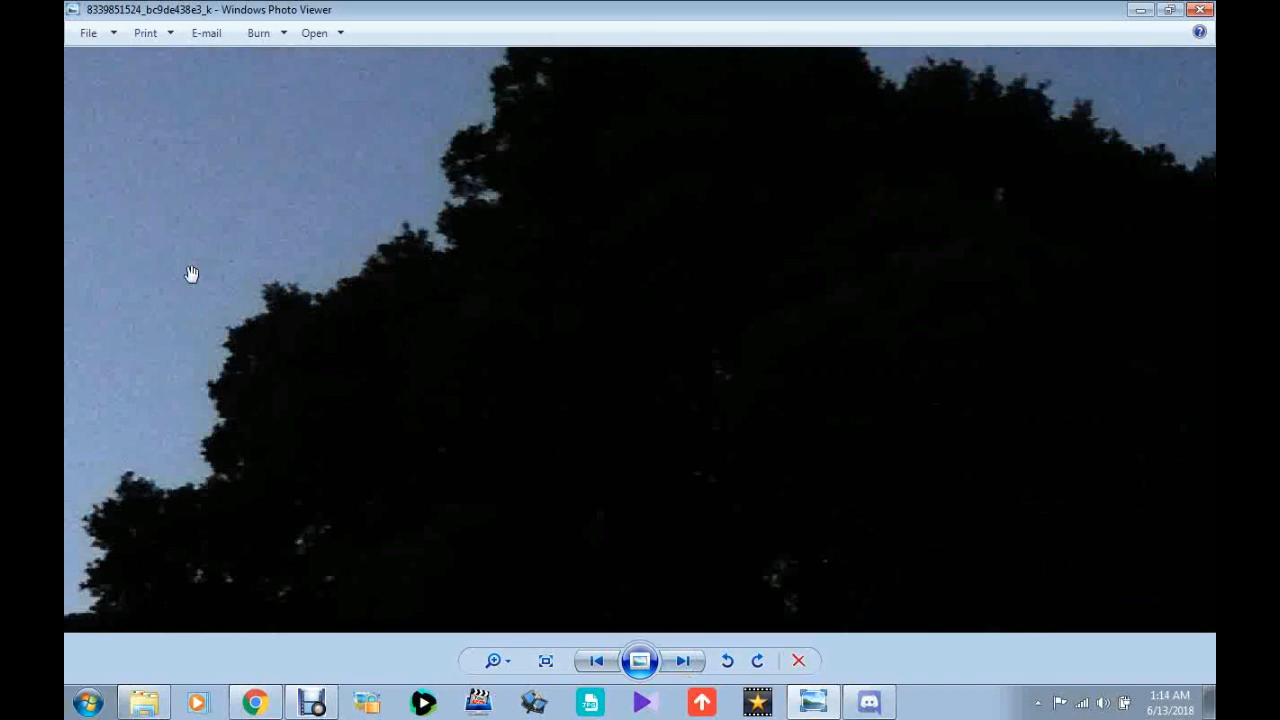 8339851524_bc9de438e3_k - Windows Photo Viewer
File Print E-mail Burn Open
1:14 AM
6/13/2018